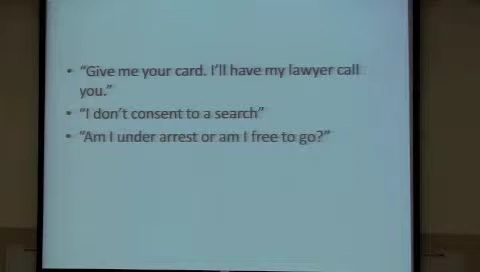 • “Give me your card. I’ll have my lawyer call
you.”
• “I don’t consent to a search”
• “Am I under arrest or am I free to go?”